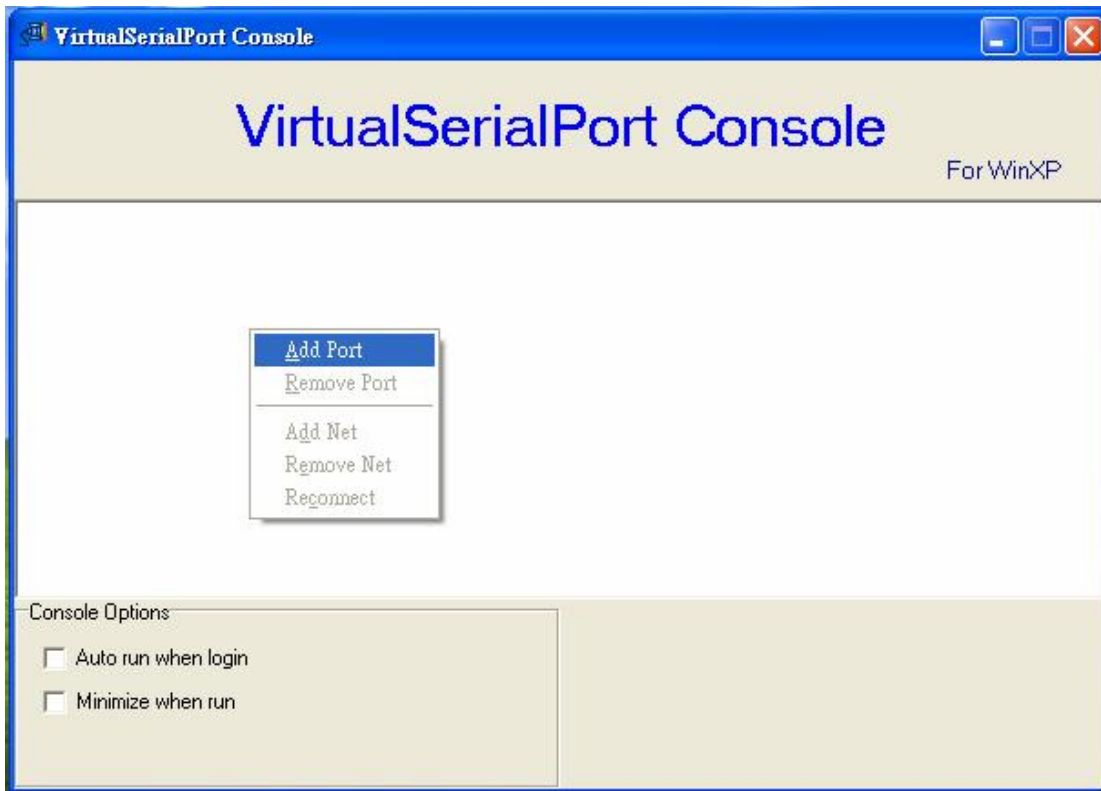 VirtualSerialPort Console
VirtualSerialPort Console
For WinXP
Add Port
Remove Port
Add Net
Remove Net
Reconnect
Console Options
Auto run when login
Minimize when run